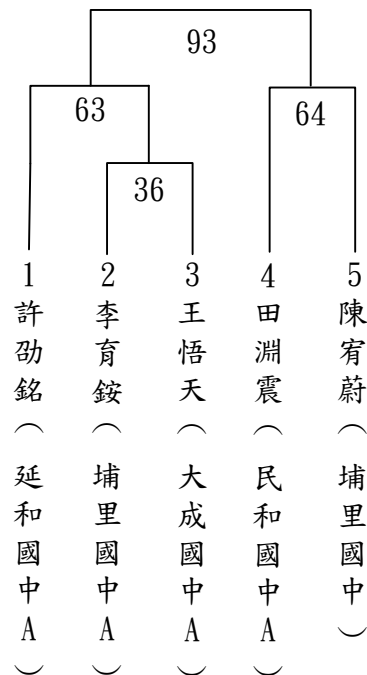 93
63
64
36
1許劭銘（延和國中A）
2李育銨（埔里國中A）
3王悟天（大成國中A）
4田淵震（民和國中A）
5陳宥蔚（埔里國中）